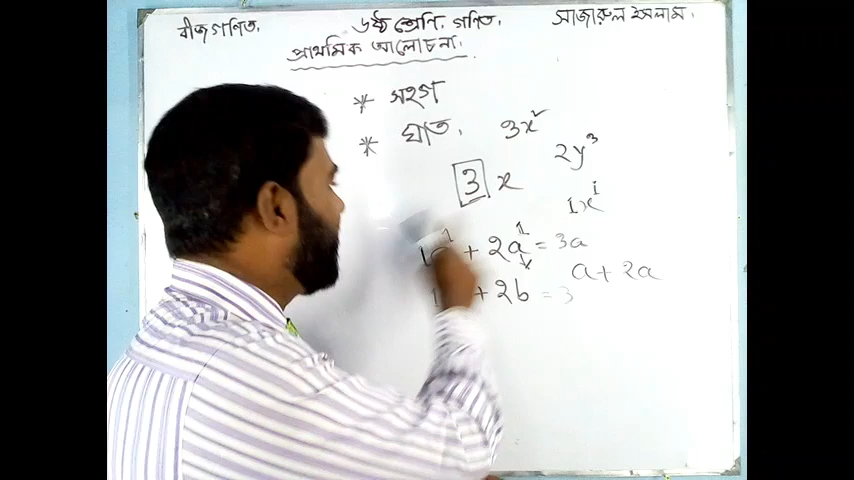 বীজগণিত. ৬ষ্ঠ শ্রেণি. গণিত. সাজারুল ইসলাম.
প্রাথমিক আলোচনা.
* সহগ
* ঘাত. 3x²
2y³
3 x
1x¹
+ 2a¹ = 3a
a + 2a
+ 2b = 3